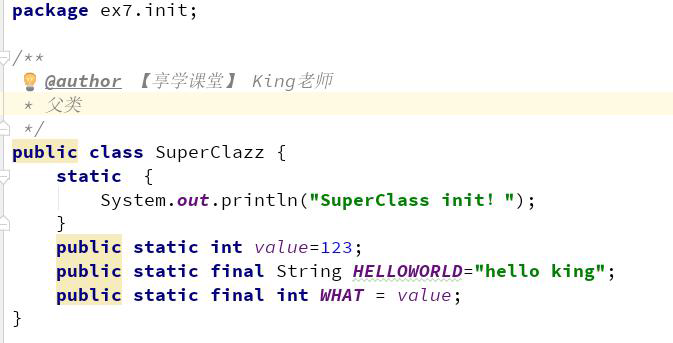 package ex7.init;
/**
@author 【享学课堂】 King老师
* 父类
*/
public class SuperClazz {
static {
System.out.println("SuperClass init！");
}
public static int value=123;
public static final String HELLOWORLD="hello king";
public static final int WHAT = value;
}